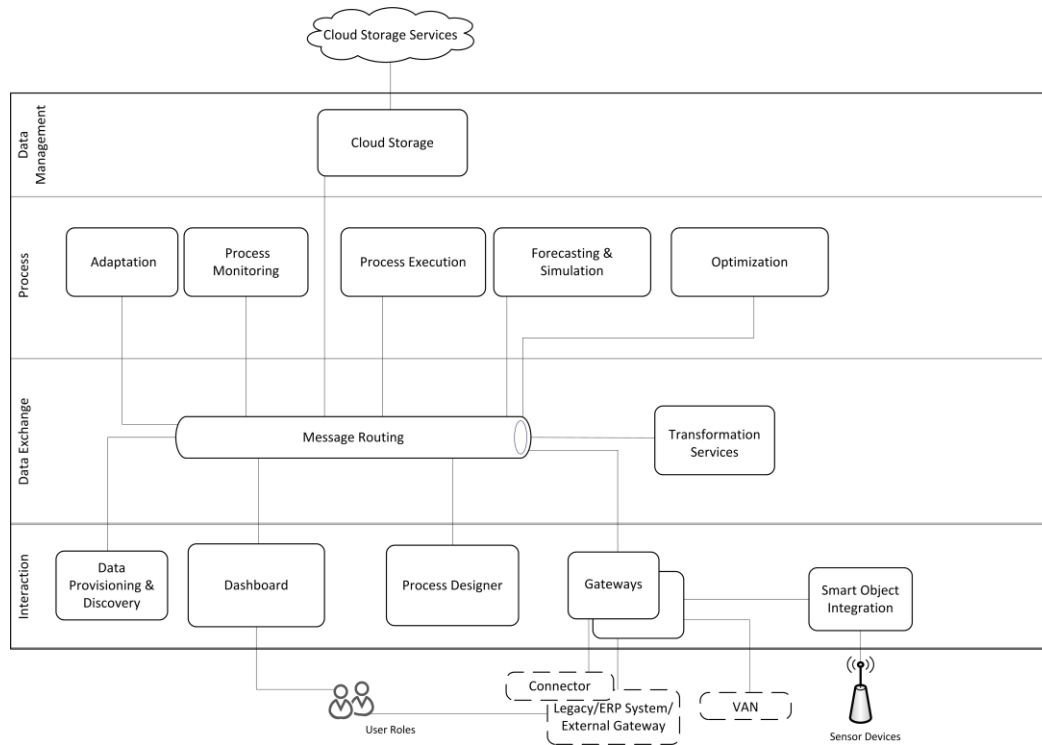 Cloud Storage Services
Data
Management
Cloud Storage
Process
Adaptation
Process
Monitoring
Process Execution
Forecasting &
Simulation
Optimization
Data Exchange
Message Routing
Transformation
Services
Interaction
Data
Provisioning &
Discovery
Dashboard
Process Designer
Gateways
Smart Object
Integration
Connector
Legacy/ERP System/
External Gateway
VAN
User Roles
Sensor Devices